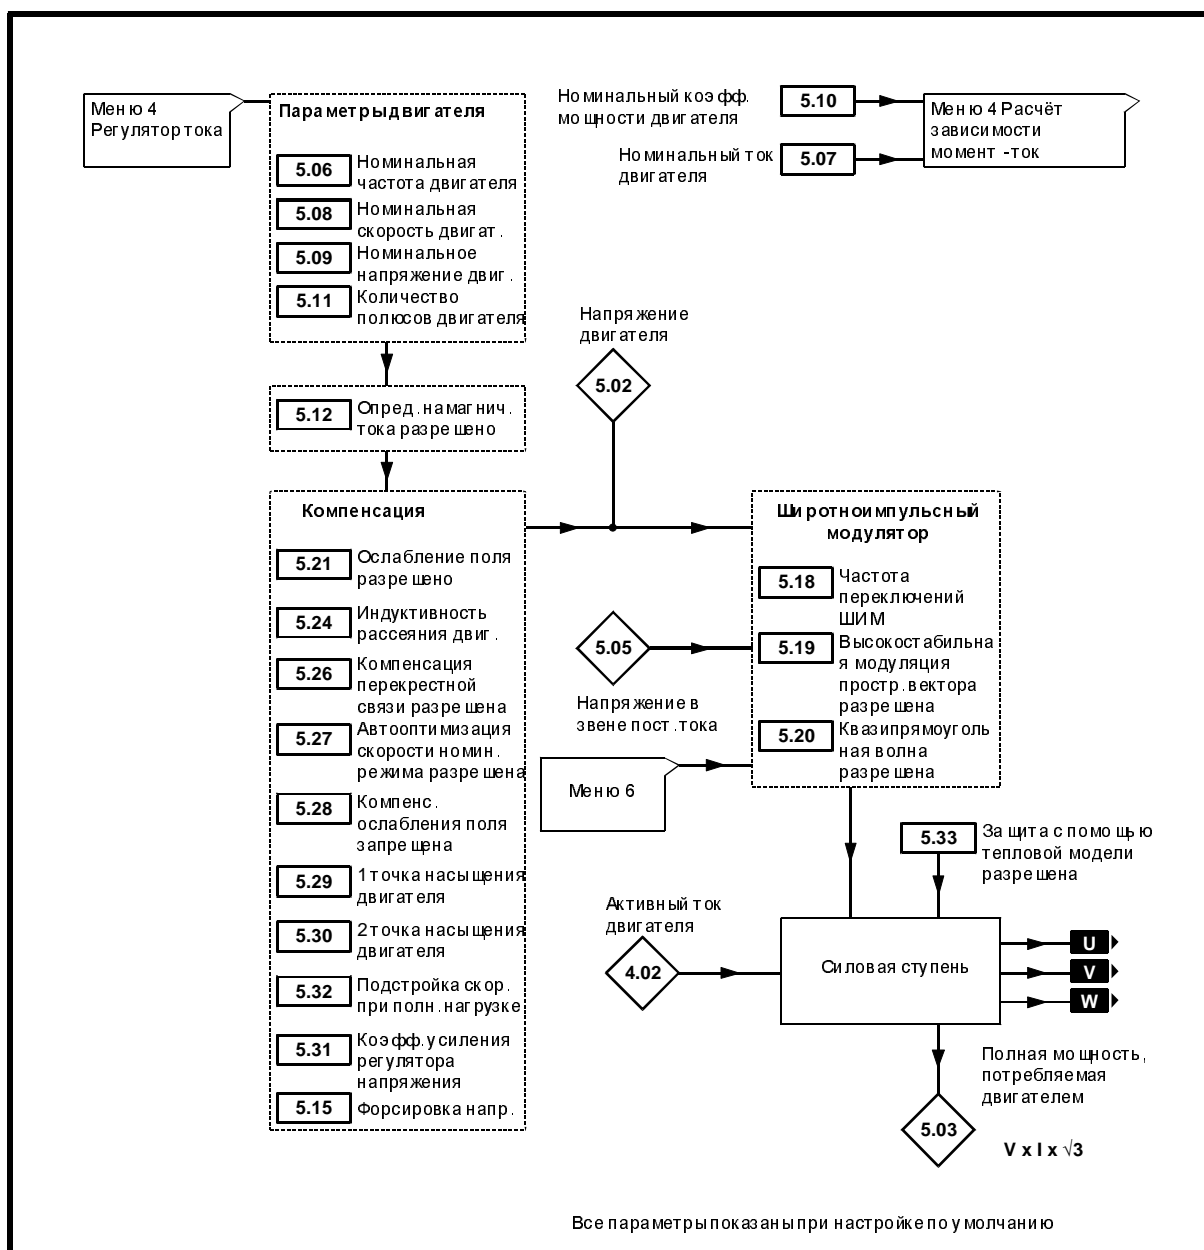 Меню 4
Регулятор тока
Параметры двигателя
5.06
Номинальная
частота двигателя
5.08
Номинальная
скорость двигат.
5.09
Номинальное
напряжение двиг.
5.11
Количество
полюсов двигателя
Номинальный коэфф.
мощности двигателя
5.10
Номинальный ток
двигателя
5.07
Меню 4 Расчёт
зависимости
момент -ток
Напряжение
двигателя
5.02
5.12
Опред. намагнич.
тока разрешено
Компенсация
5.21
Ослабление поля
разрешено
5.24
Индуктивность
рассеяния двиг.
5.26
Компенсация
перекрестной
связи разрешена
5.27
Автооптимизация
скорости номин.
режима разрешена
5.28
Компенс.
ослабления поля
запрещена
5.29
1 точка насыщения
двигателя
5.30
2 точка насыщения
двигателя
5.32
Подстройка скор.
при полн. нагрузке
5.31
Коэфф. усиления
регулятора
напряжения
5.15
Форсировка напр.
Широтноимпульсный
модулятор
5.18
Частота
переключений
ШИМ
5.19
Высокостабильна
я модуляция
простр. вектора
разрешена
5.20
Квазипрямоуголь
ная волна
разрешена
5.05
Напряжение в
звене пост. тока
Меню 6
5.33
Защита с помощью
тепловой модели
разрешена
Активный ток
двигателя
4.02
Силовая ступень
U
V
W
Полная мощность,
потребляемая
двигателем
5.03
V x I x √3
Все параметры показаны при настройке по умолчанию